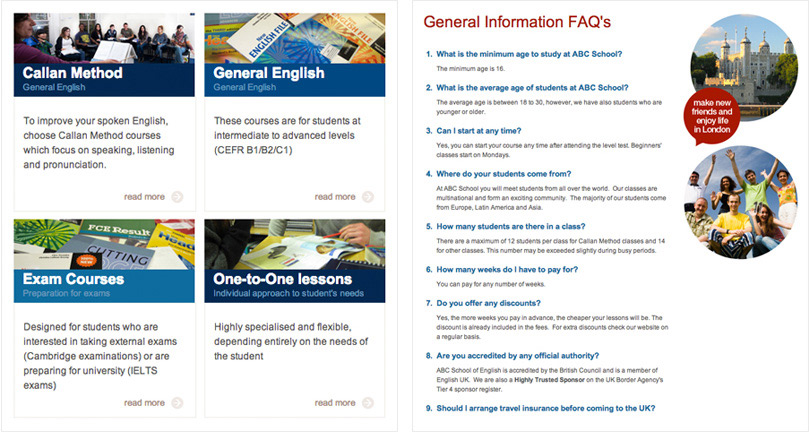 Callan Method
General English
To improve your spoken English,
choose Callan Method courses
which focus on speaking, listening
and pronunciation.
read more
NEW
ENGLISH FILE
General English
General English
These courses are for students at
intermediate to advanced levels
(CEFR B1/B2/C1)
read more
FCE Result
CUTTING
Exam Courses
Preparation for exams
Designed for students who are
interested in taking external exams
(Cambridge examinations) or are
preparing for university (IELTS
exams)
read more
One-to-One lessons
Individual approach to student's needs
Highly specialised and flexible,
depending entirely on the needs of
the student
read more
General Information FAQ's
1. What is the minimum age to study at ABC School?
The minimum age is 16.
2. What is the average age of students at ABC School?
The average age is between 18 to 30, however, we have also students who are
younger or older.
3. Can I start at any time?
Yes, you can start your course any time after attending the level test. Beginners'
classes start on Mondays.
4. Where do your students come from?
At ABC School you will meet students from all over the world. Our classes are
multinational and form an exciting community. The majority of our students come
from Europe, Latin America and Asia.
5. How many students are there in a class?
There are a maximum of 12 students per class for Callan Method classes and 14
for other classes. This number may be exceeded slightly during busy periods.
6. How many weeks do I have to pay for?
You can pay for any number of weeks.
7. Do you offer any discounts?
Yes, the more weeks you pay in advance, the cheaper your lessons will be. The
discount is already included in the fees. For extra discounts check our website on
a regular basis.
8. Are you accredited by any official authority?
ABC School of English is accredited by the British Council and is a member of
English UK. We are also a Highly Trusted Sponsor on the UK Border Agency's
Tier 4 sponsor register.
9. Should I arrange travel insurance before coming to the UK?
make new
friends and
enjoy life
in London